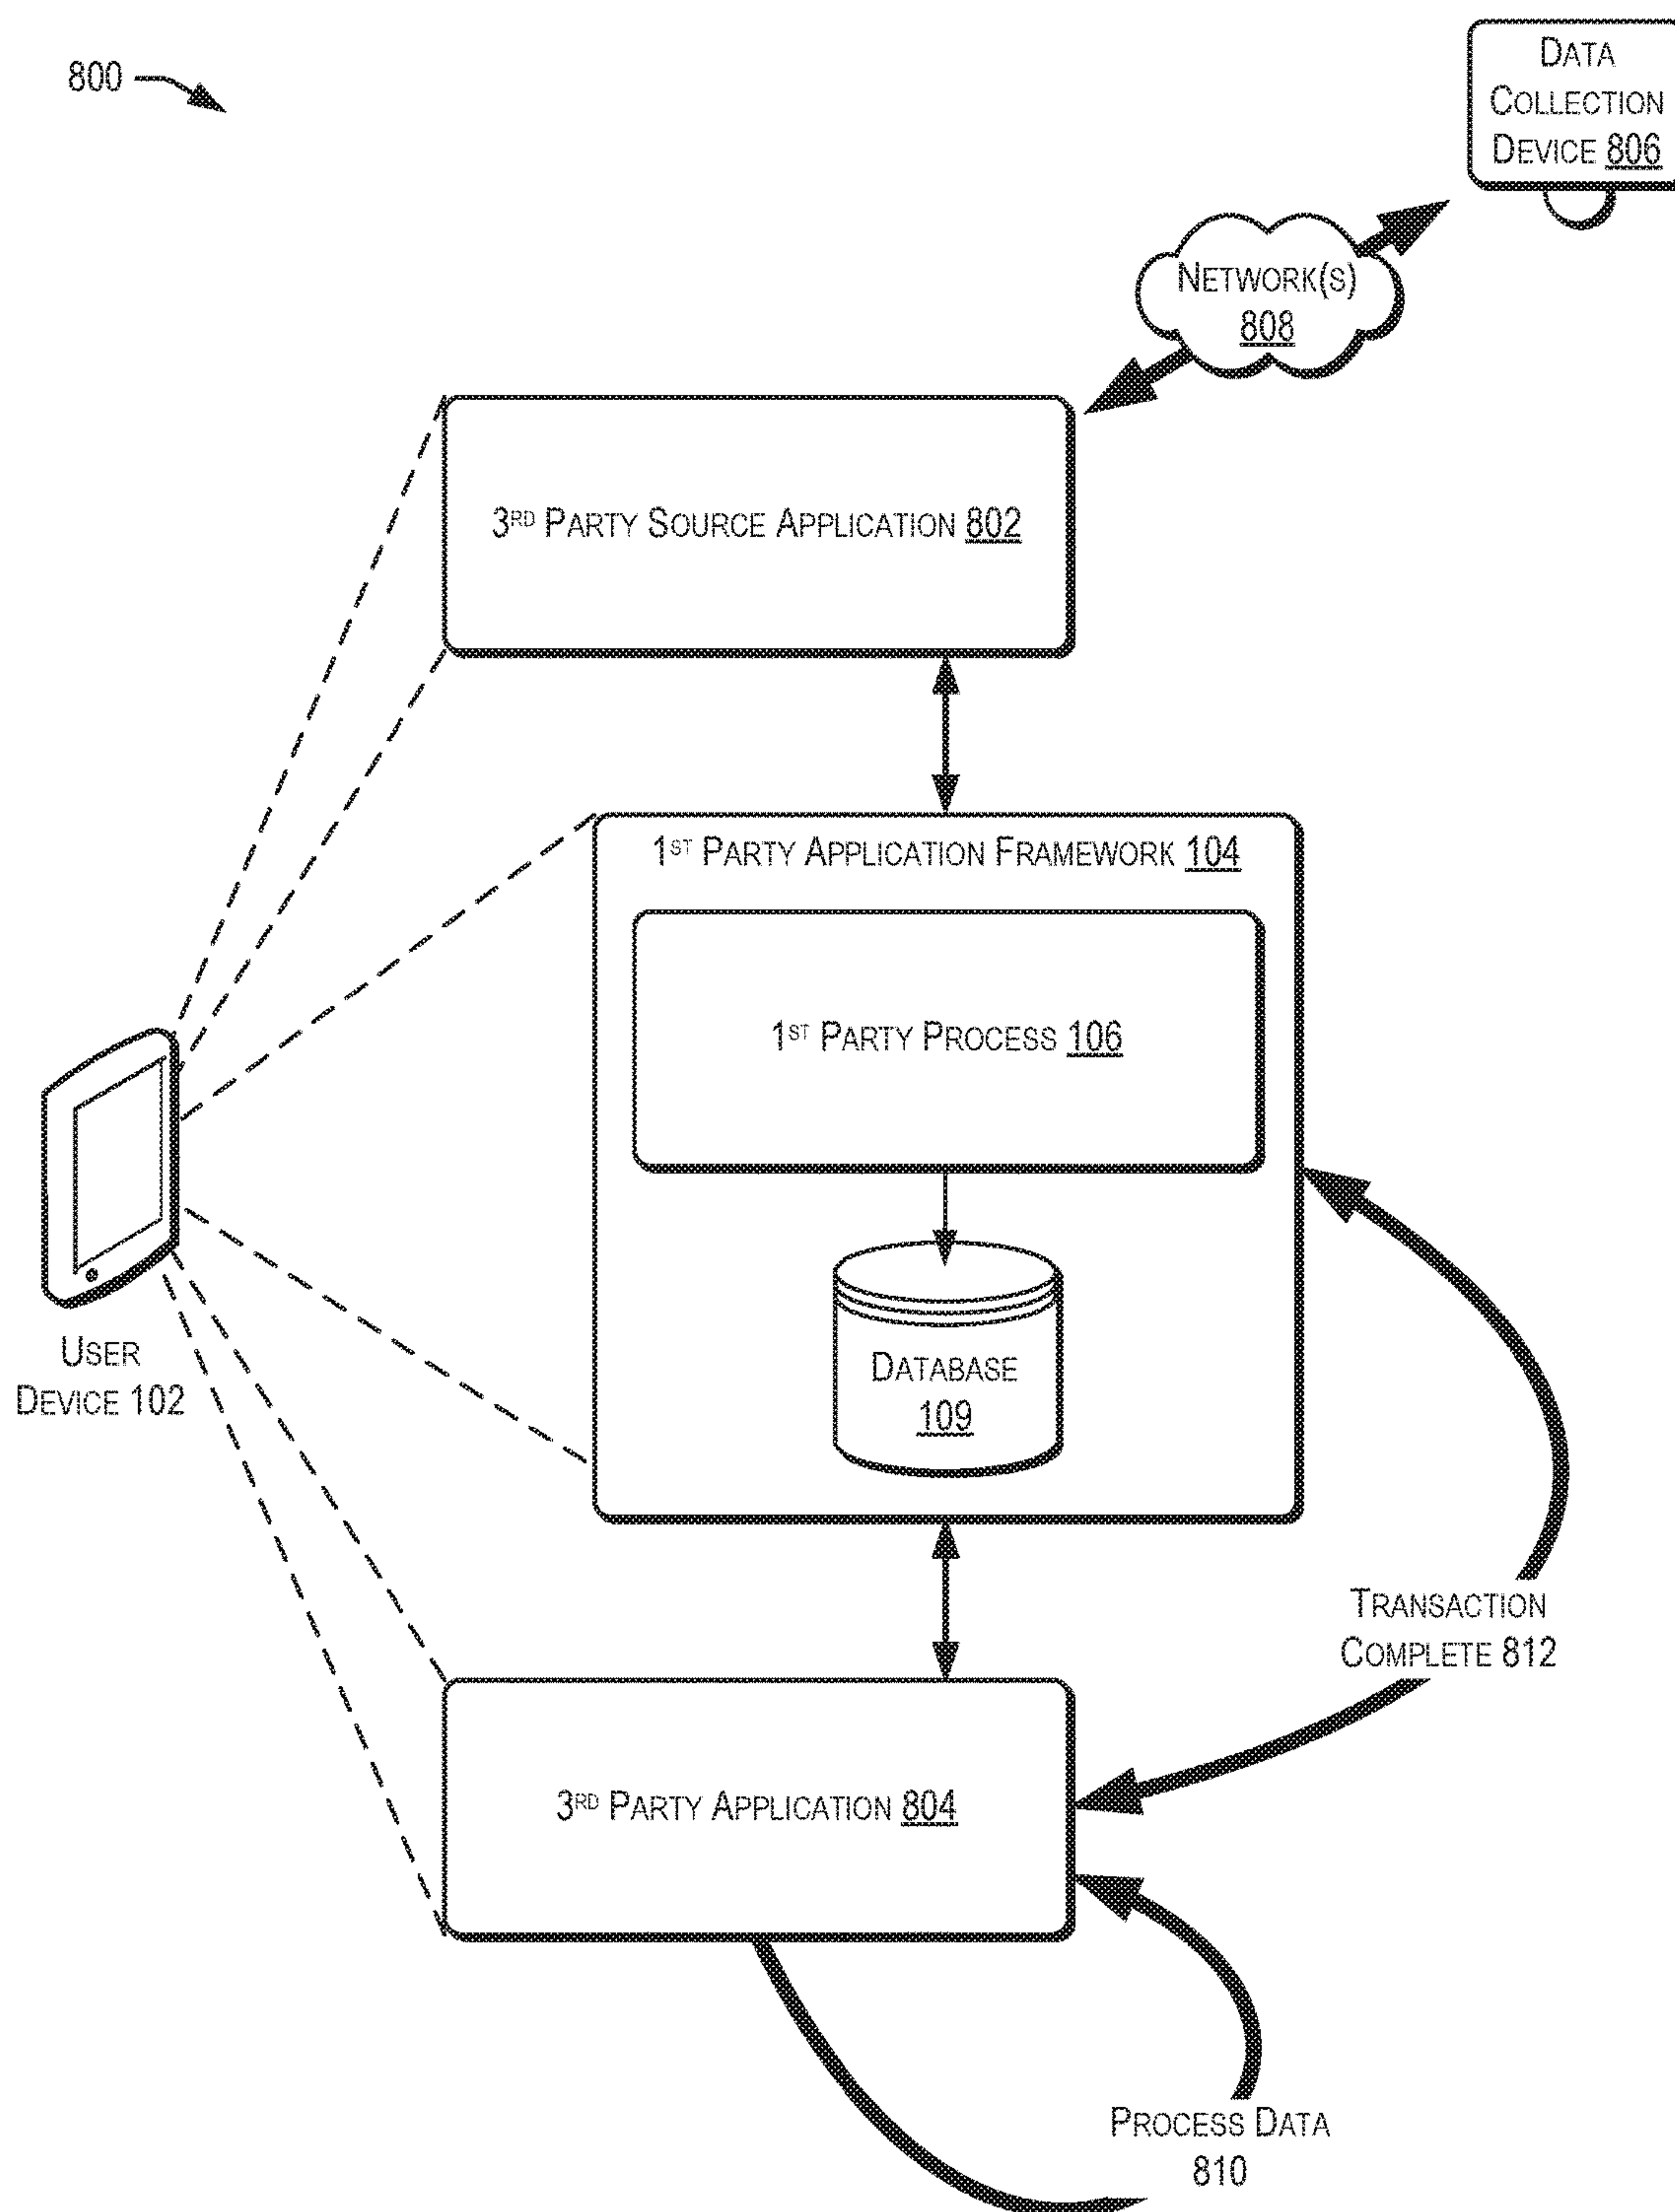 800
DATA
COLLECTION
DEVICE 806
NETWORK(S)
808
3RD PARTY SOURCE APPLICATION 802
1ST PARTY APPLICATION FRAMEWORK 104
1ST PARTY PROCESS 106
DATABASE
109
USER
DEVICE 102
TRANSACTION
COMPLETE 812
3RD PARTY APPLICATION 804
PROCESS DATA
810